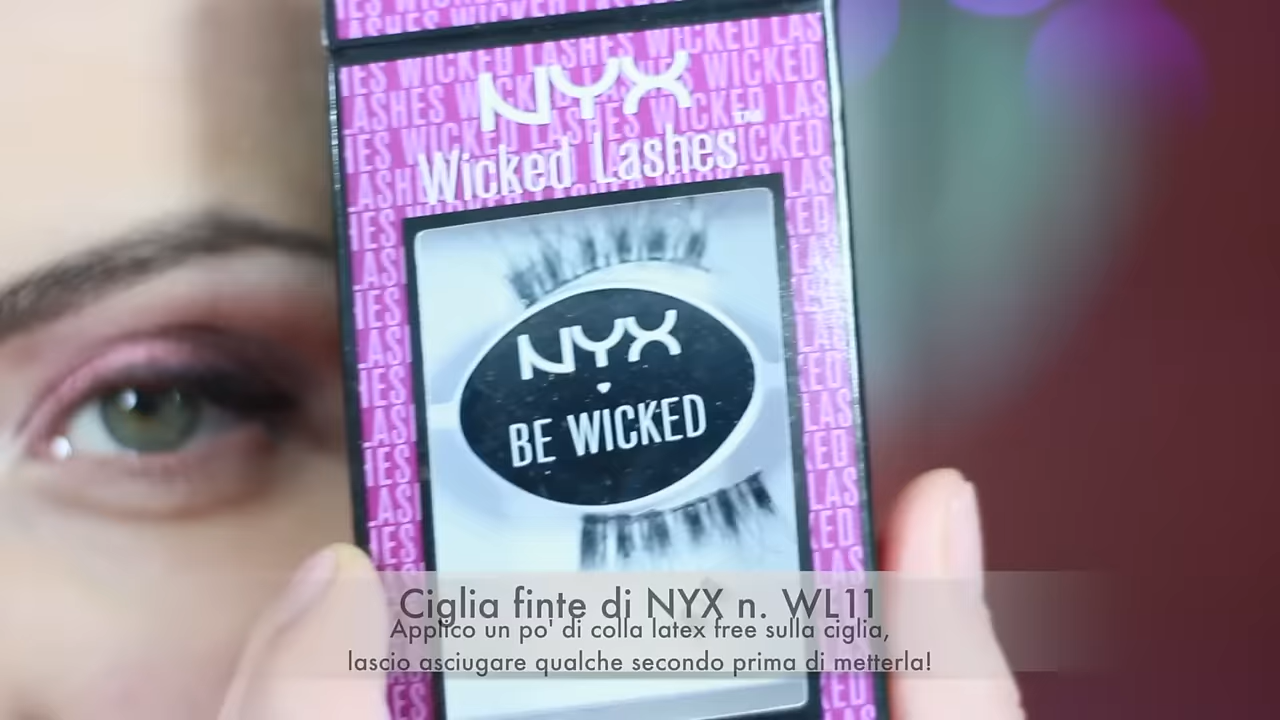 NYX
Wicked Lashes™
NYX
BE WICKED
Ciglia finte di NYX n. WL11
Applico un po' di colla latex free sulla ciglia,
lascio asciugare qualche secondo prima di metterla!